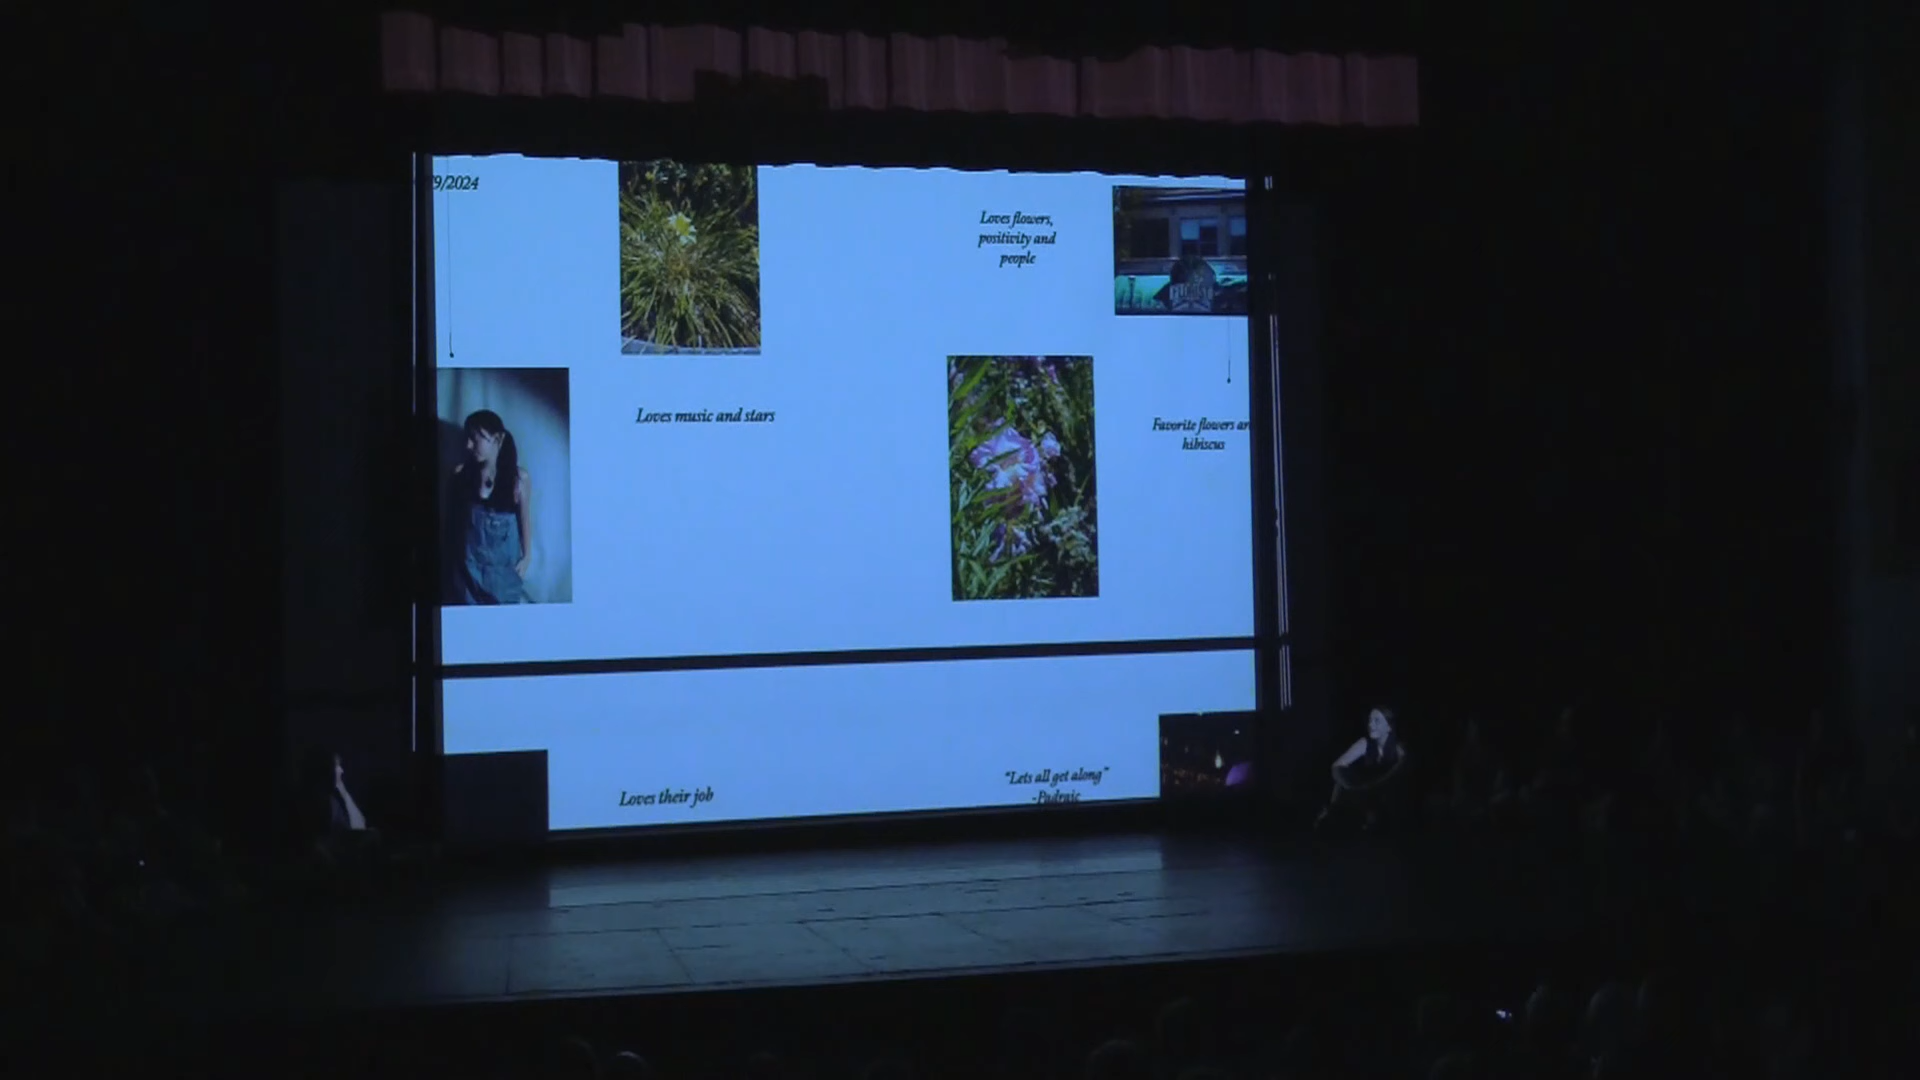 9/2024
Loves flowers,
positivity and
people
Loves music and stars
Favorite flowers ar
hibiscus
Loves their job
"Lets all get along"
-Padraic